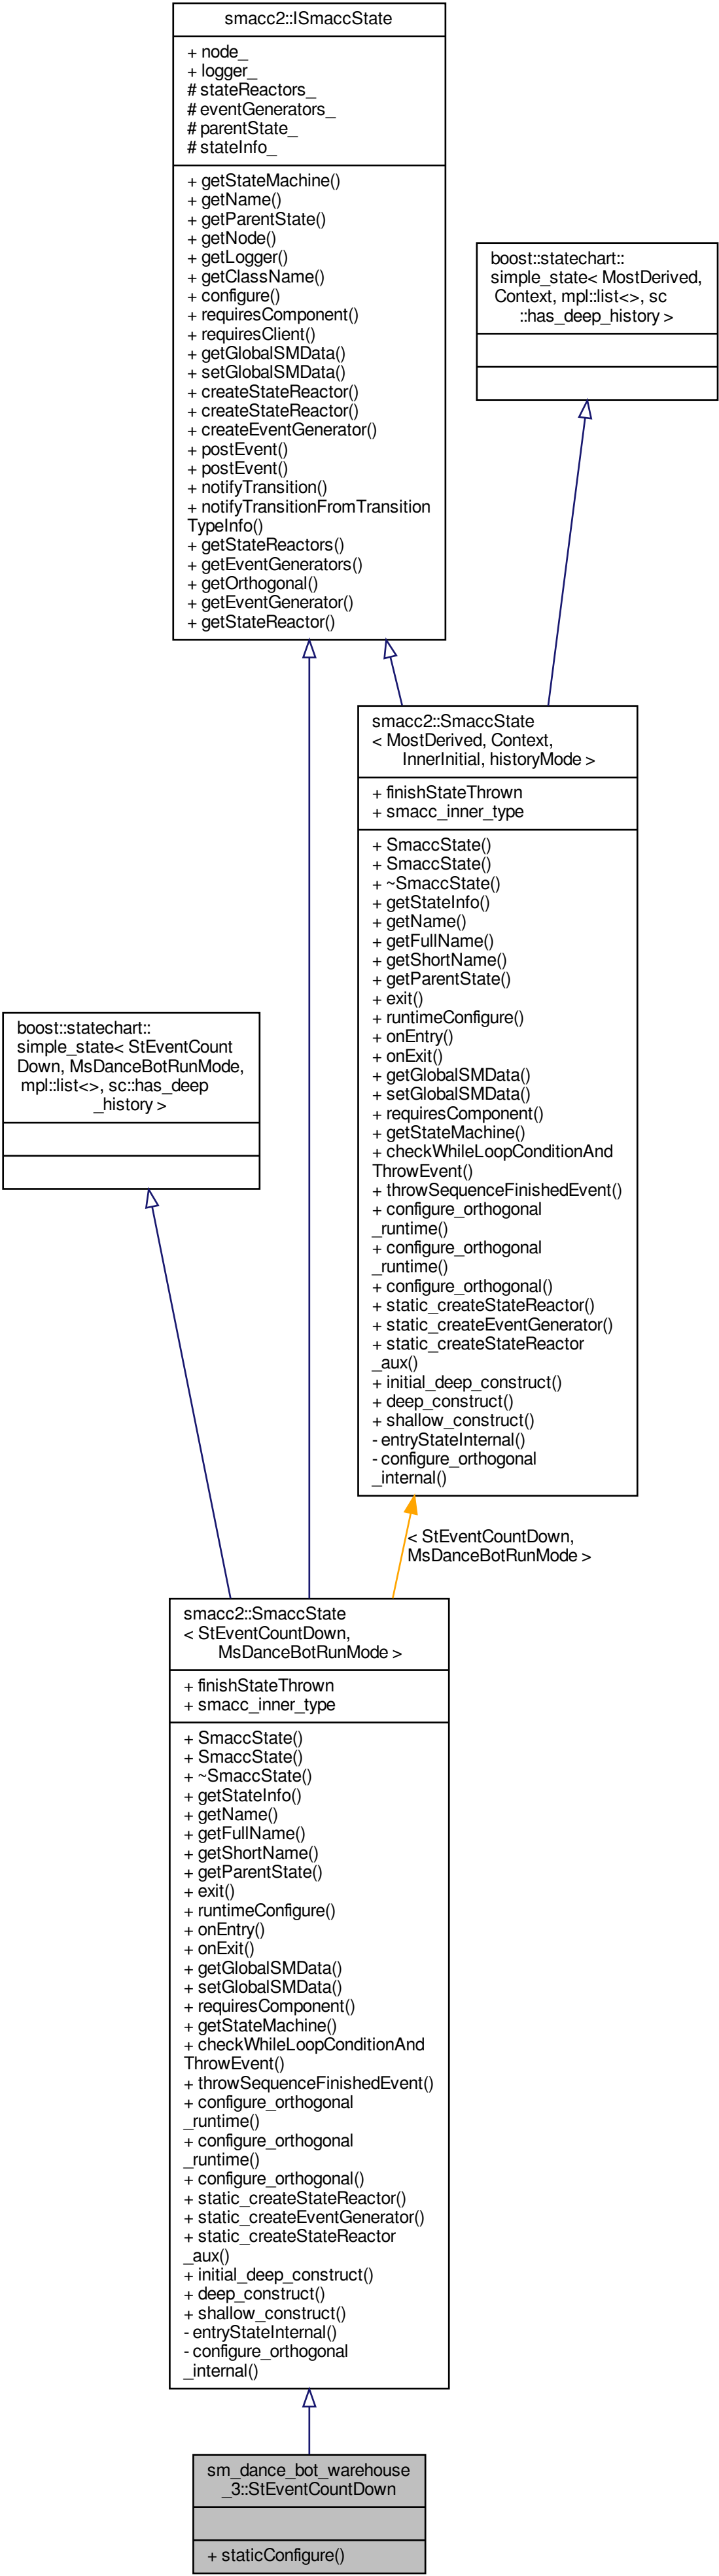 smacc2::ISmaccState
+ node_
+ logger_
# stateReactors_
# eventGenerators_
# parentState_
# stateInfo_
+ getStateMachine()
+ getName()
+ getParentState()
+ getNode()
+ getLogger()
+ getClassName()
+ configure()
+ requiresComponent()
+ requiresClient()
+ getGlobalSMData()
+ setGlobalSMData()
+ createStateReactor()
+ createStateReactor()
+ createEventGenerator()
+ postEvent()
+ postEvent()
+ notifyTransition()
+ notifyTransitionFromTransition
TypeInfo()
+ getStateReactors()
+ getEventGenerators()
+ getOrthogonal()
+ getEventGenerator()
+ getStateReactor()
boost::statechart::
simple_state< MostDerived,
Context, mpl::list<>, sc
::has_deep_history >
smacc2::SmaccState
< MostDerived, Context,
InnerInitial, historyMode >
+ finishStateThrown
+ smacc_inner_type
+ SmaccState()
+ SmaccState()
+ ~SmaccState()
+ getStateInfo()
+ getName()
+ getFullName()
+ getShortName()
+ getParentState()
+ exit()
+ runtimeConfigure()
+ onEntry()
+ onExit()
+ getGlobalSMData()
+ setGlobalSMData()
+ requiresComponent()
+ getStateMachine()
+ checkWhileLoopConditionAnd
ThrowEvent()
+ throwSequenceFinishedEvent()
+ configure_orthogonal
_runtime()
+ configure_orthogonal
_runtime()
+ configure_orthogonal()
+ static_createStateReactor()
+ static_createEventGenerator()
+ static_createStateReactor
_aux()
+ initial_deep_construct()
+ deep_construct()
+ shallow_construct()
- entryStateInternal()
- configure_orthogonal
_internal()
boost::statechart::
simple_state< StEventCount
Down, MsDanceBotRunMode,
mpl::list<>, sc::has_deep
_history >
< StEventCountDown,
MsDanceBotRunMode >
smacc2::SmaccState
< StEventCountDown,
MsDanceBotRunMode >
+ finishStateThrown
+ smacc_inner_type
+ SmaccState()
+ SmaccState()
+ ~SmaccState()
+ getStateInfo()
+ getName()
+ getFullName()
+ getShortName()
+ getParentState()
+ exit()
+ runtimeConfigure()
+ onEntry()
+ onExit()
+ getGlobalSMData()
+ setGlobalSMData()
+ requiresComponent()
+ getStateMachine()
+ checkWhileLoopConditionAnd
ThrowEvent()
+ throwSequenceFinishedEvent()
+ configure_orthogonal
_runtime()
+ configure_orthogonal
_runtime()
+ configure_orthogonal()
+ static_createStateReactor()
+ static_createEventGenerator()
+ static_createStateReactor
_aux()
+ initial_deep_construct()
+ deep_construct()
+ shallow_construct()
- entryStateInternal()
- configure_orthogonal
_internal()
sm_dance_bot_warehouse
_3::StEventCountDown
+ staticConfigure()